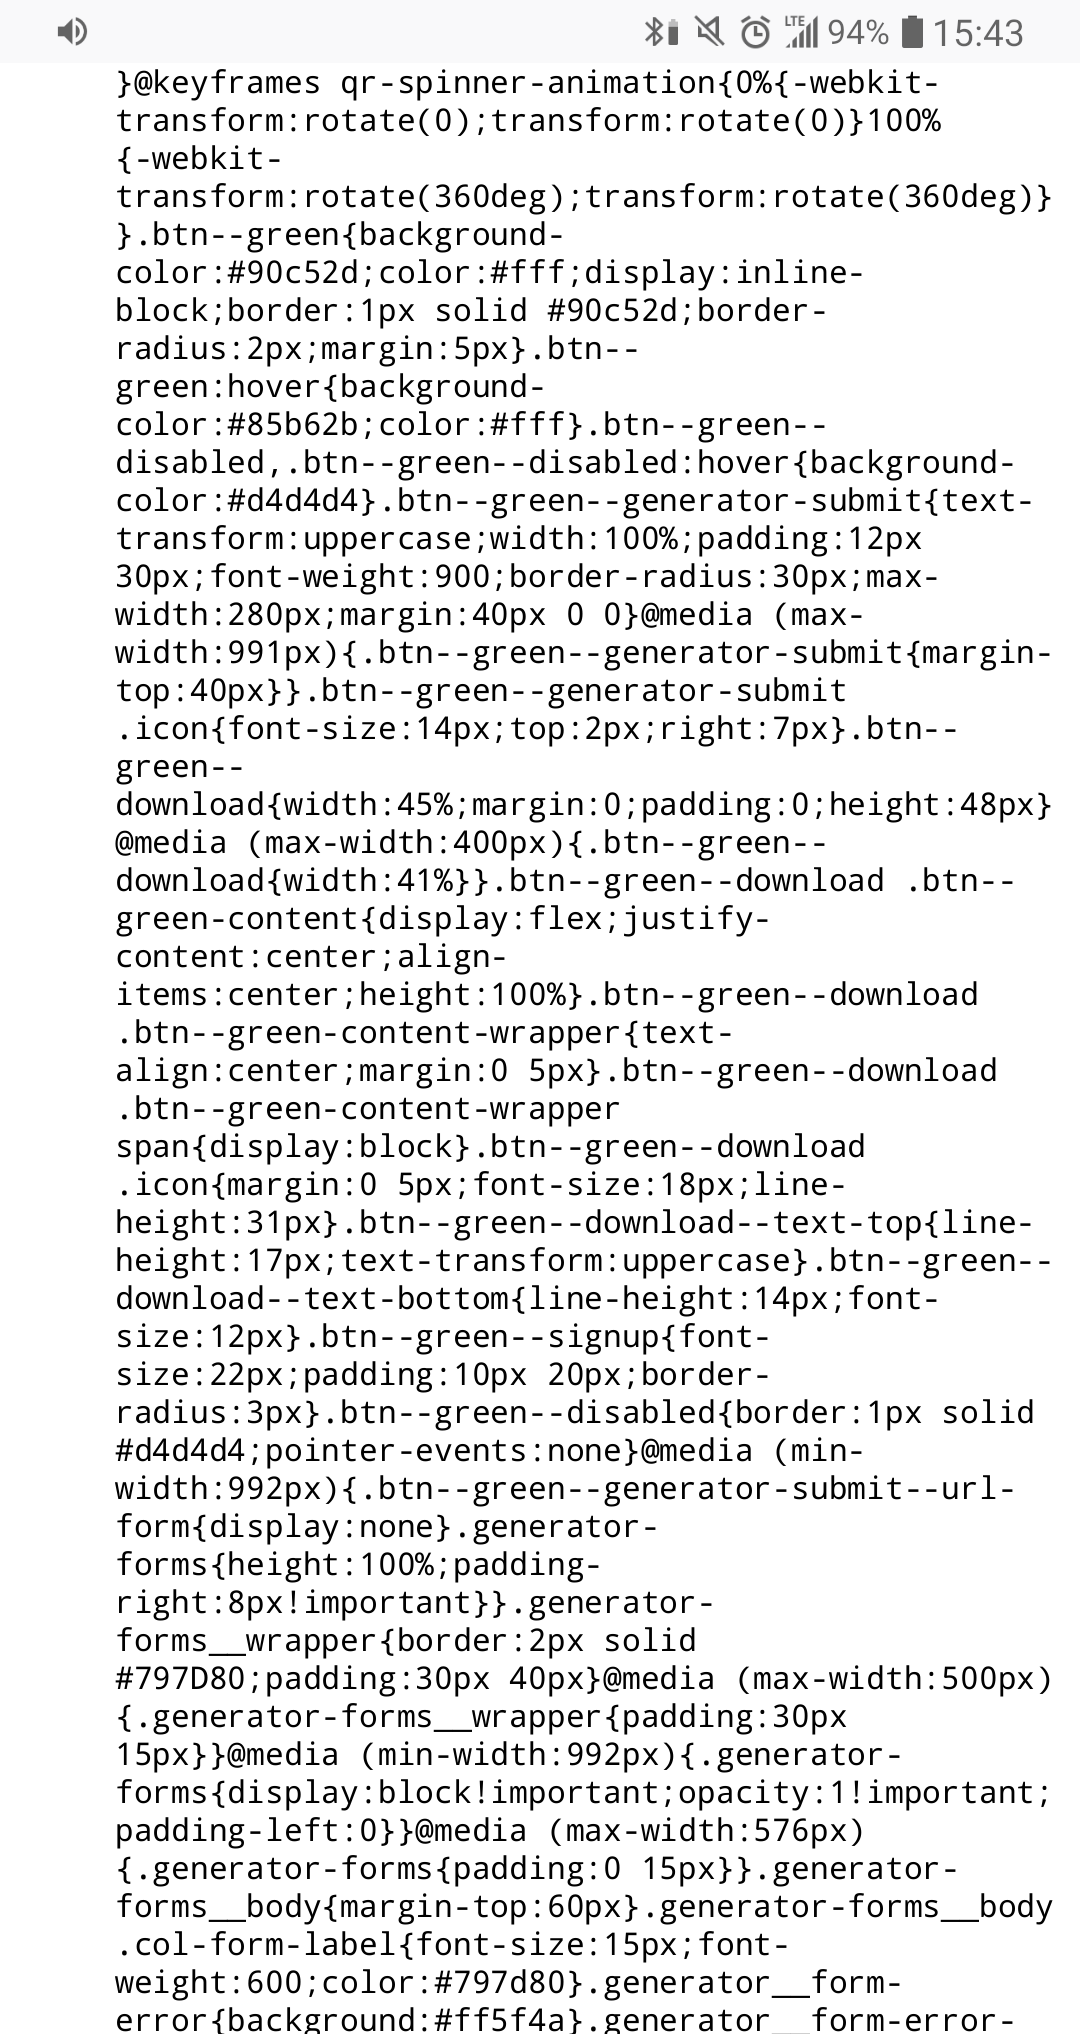 LTE 94% 15:43
}@keyframes qr-spinner-animation{0%{-webkit-
transform:rotate(0);transform:rotate(0)}100%
{-webkit-
transform:rotate(360deg);transform:rotate(360deg)}
}.btn--green{background-
color:#90c52d;color:#fff;display:inline-
block;border:1px solid #90c52d;border-
radius:2px;margin:5px}.btn--
green:hover{background-
color:#85b62b;color:#fff}.btn--green--
disabled,.btn--green--disabled:hover{background-
color:#d4d4d4}.btn--green--generator-submit{text-
transform:uppercase;width:100%;padding:12px
30px;font-weight:900;border-radius:30px;max-
width:280px;margin:40px 0 0}@media (max-
width:991px){.btn--green--generator-submit{margin-
top:40px}}.btn--green--generator-submit
.icon{font-size:14px;top:2px;right:7px}.btn--
green--
download{width:45%;margin:0;padding:0;height:48px}
@media (max-width:400px){.btn--green--
download{width:41%}}.btn--green--download .btn--
green-content{display:flex;justify-
content:center;align-
items:center;height:100%}.btn--green--download
.btn--green-content-wrapper{text-
align:center;margin:0 5px}.btn--green--download
.btn--green-content-wrapper
span{display:block}.btn--green--download
.icon{margin:0 5px;font-size:18px;line-
height:31px}.btn--green--download--text-top{line-
height:17px;text-transform:uppercase}.btn--green--
download--text-bottom{line-height:14px;font-
size:12px}.btn--green--signup{font-
size:22px;padding:10px 20px;border-
radius:3px}.btn--green--disabled{border:1px solid
#d4d4d4;pointer-events:none}@media (min-
width:992px){.btn--green--generator-submit--url-
form{display:none}.generator-
forms{height:100%;padding-
right:8px!important}}.generator-
forms__wrapper{border:2px solid
#797D80;padding:30px 40px}@media (max-width:500px)
{.generator-forms__wrapper{padding:30px
15px}}@media (min-width:992px){.generator-
forms{display:block!important;opacity:1!important;
padding-left:0}}@media (max-width:576px)
{.generator-forms{padding:0 15px}}.generator-
forms__body{margin-top:60px}.generator-forms__body
.col-form-label{font-size:15px;font-
weight:600;color:#797d80}.generator__form-
error{background:#ff5f4a}.generator__form-error-